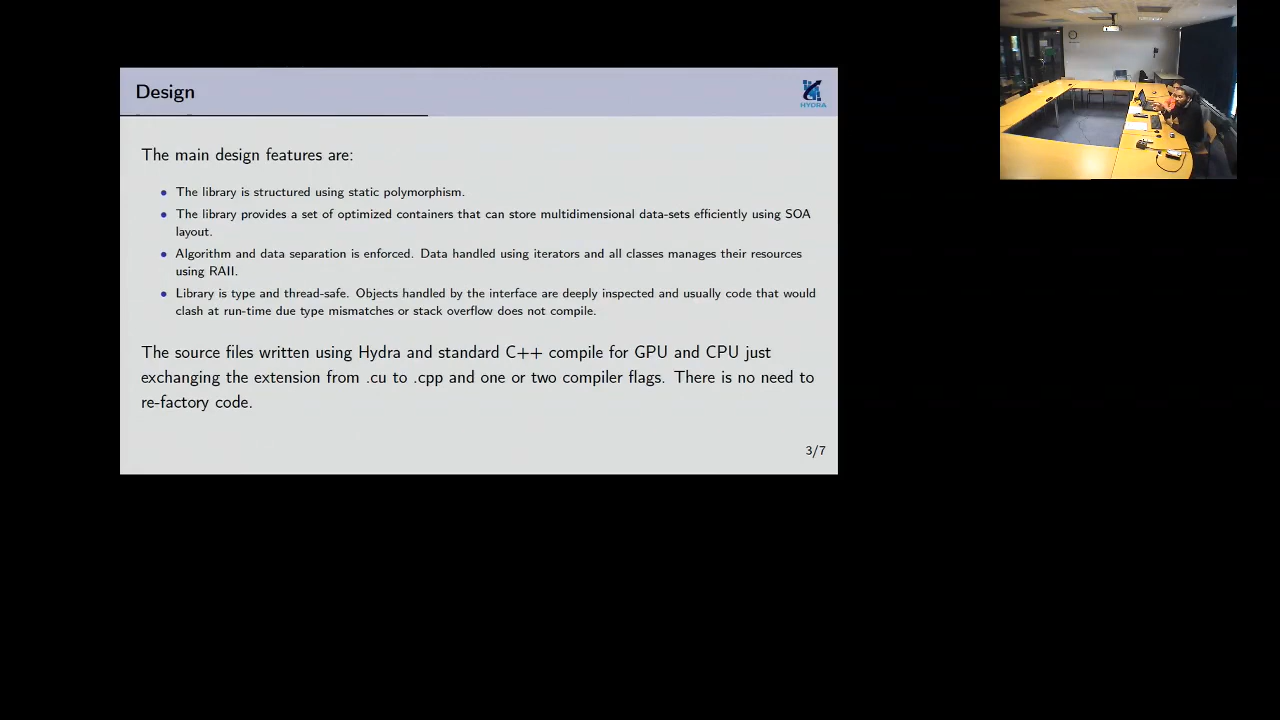 Design
HYDRA
The main design features are:
• The library is structured using static polymorphism.
• The library provides a set of optimized containers that can store multidimensional data-sets efficiently using SOA
layout.
• Algorithm and data separation is enforced. Data handled using iterators and all classes manages their resources
using RAII.
• Library is type and thread-safe. Objects handled by the interface are deeply inspected and usually code that would
clash at run-time due type mismatches or stack overflow does not compile.
The source files written using Hydra and standard C++ compile for GPU and CPU just
exchanging the extension from .cu to .cpp and one or two compiler flags. There is no need to
re-factory code.
3/7